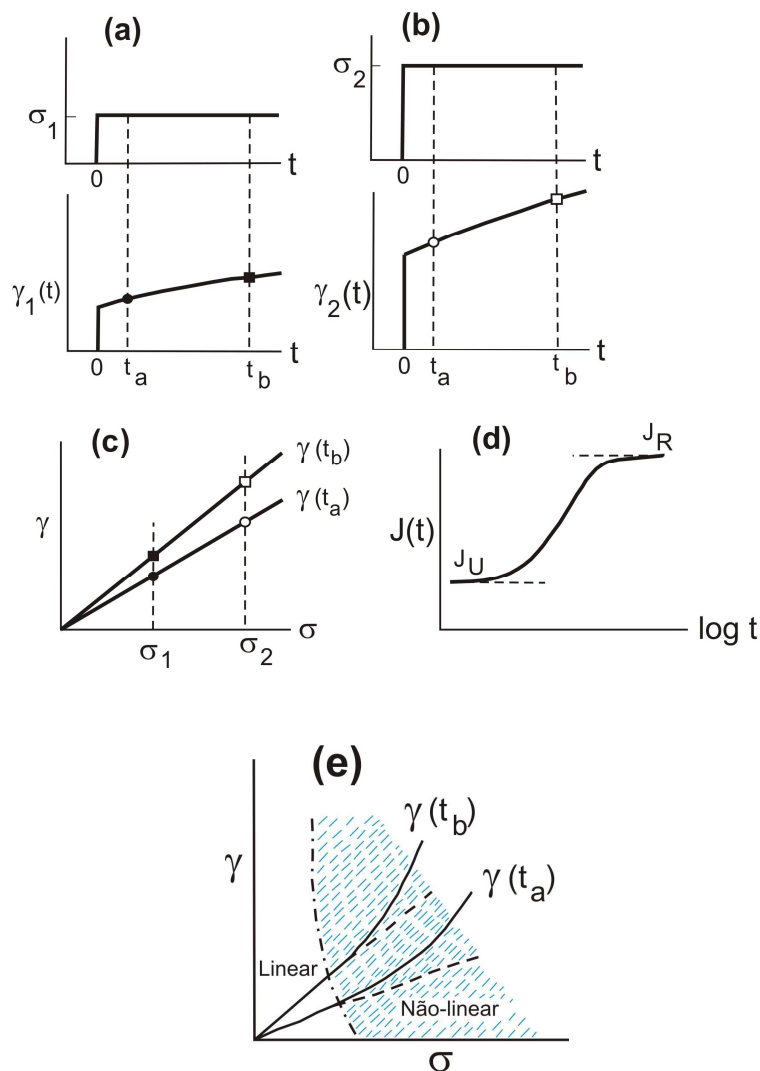 (a)
σ1
0
t
γ1(t)
0
ta
tb
t
(b)
σ2
0
t
γ2(t)
0
ta
tb
t
(c)
γ
γ(tb)
γ(ta)
σ1
σ2
σ
(d)
J(t)
JU
JR
log t
(e)
γ
γ(tb)
γ(ta)
Linear
Não-linear
σ